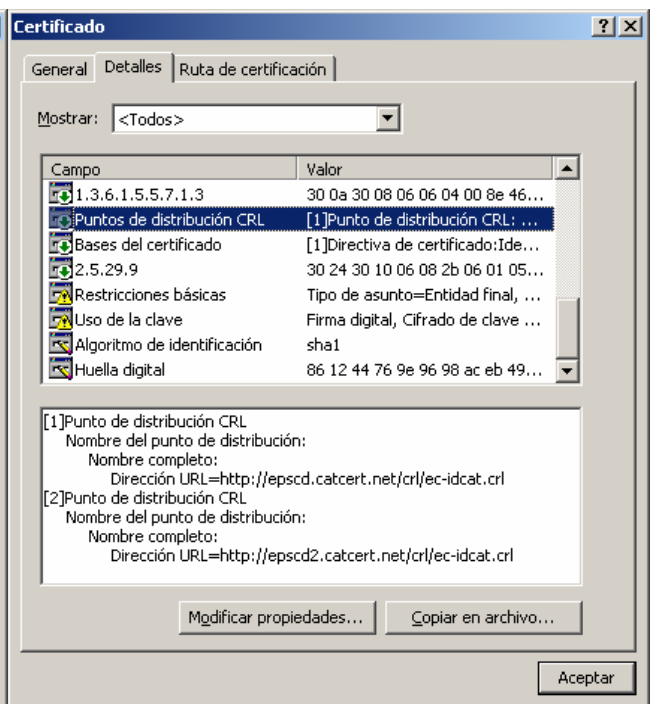 Certificado
General Detalles Ruta de certificación
Mostrar: <Todos>
Campo Valor
1.3.6.1.5.5.7.1.3 30 0a 30 08 06 06 04 00 8e 46...
Puntos de distribución CRL [1]Punto de distribución CRL: ...
Bases del certificado [1]Directiva de certificado:Ide...
2.5.29.9 30 24 30 10 06 08 2b 06 01 05...
Restricciones básicas Tipo de asunto=Entidad final, ...
Uso de la clave Firma digital, Cifrado de clave ...
Algoritmo de identificación sha1
Huella digital 86 12 44 76 9e 96 98 ac eb 49...
[1]Punto de distribución CRL
Nombre del punto de distribución:
Nombre completo:
Dirección URL=http://epscd.catcert.net/crl/ec-idcat.crl
[2]Punto de distribución CRL
Nombre del punto de distribución:
Nombre completo:
Dirección URL=http://epscd2.catcert.net/crl/ec-idcat.crl
Modificar propiedades... Copiar en archivo...
Aceptar